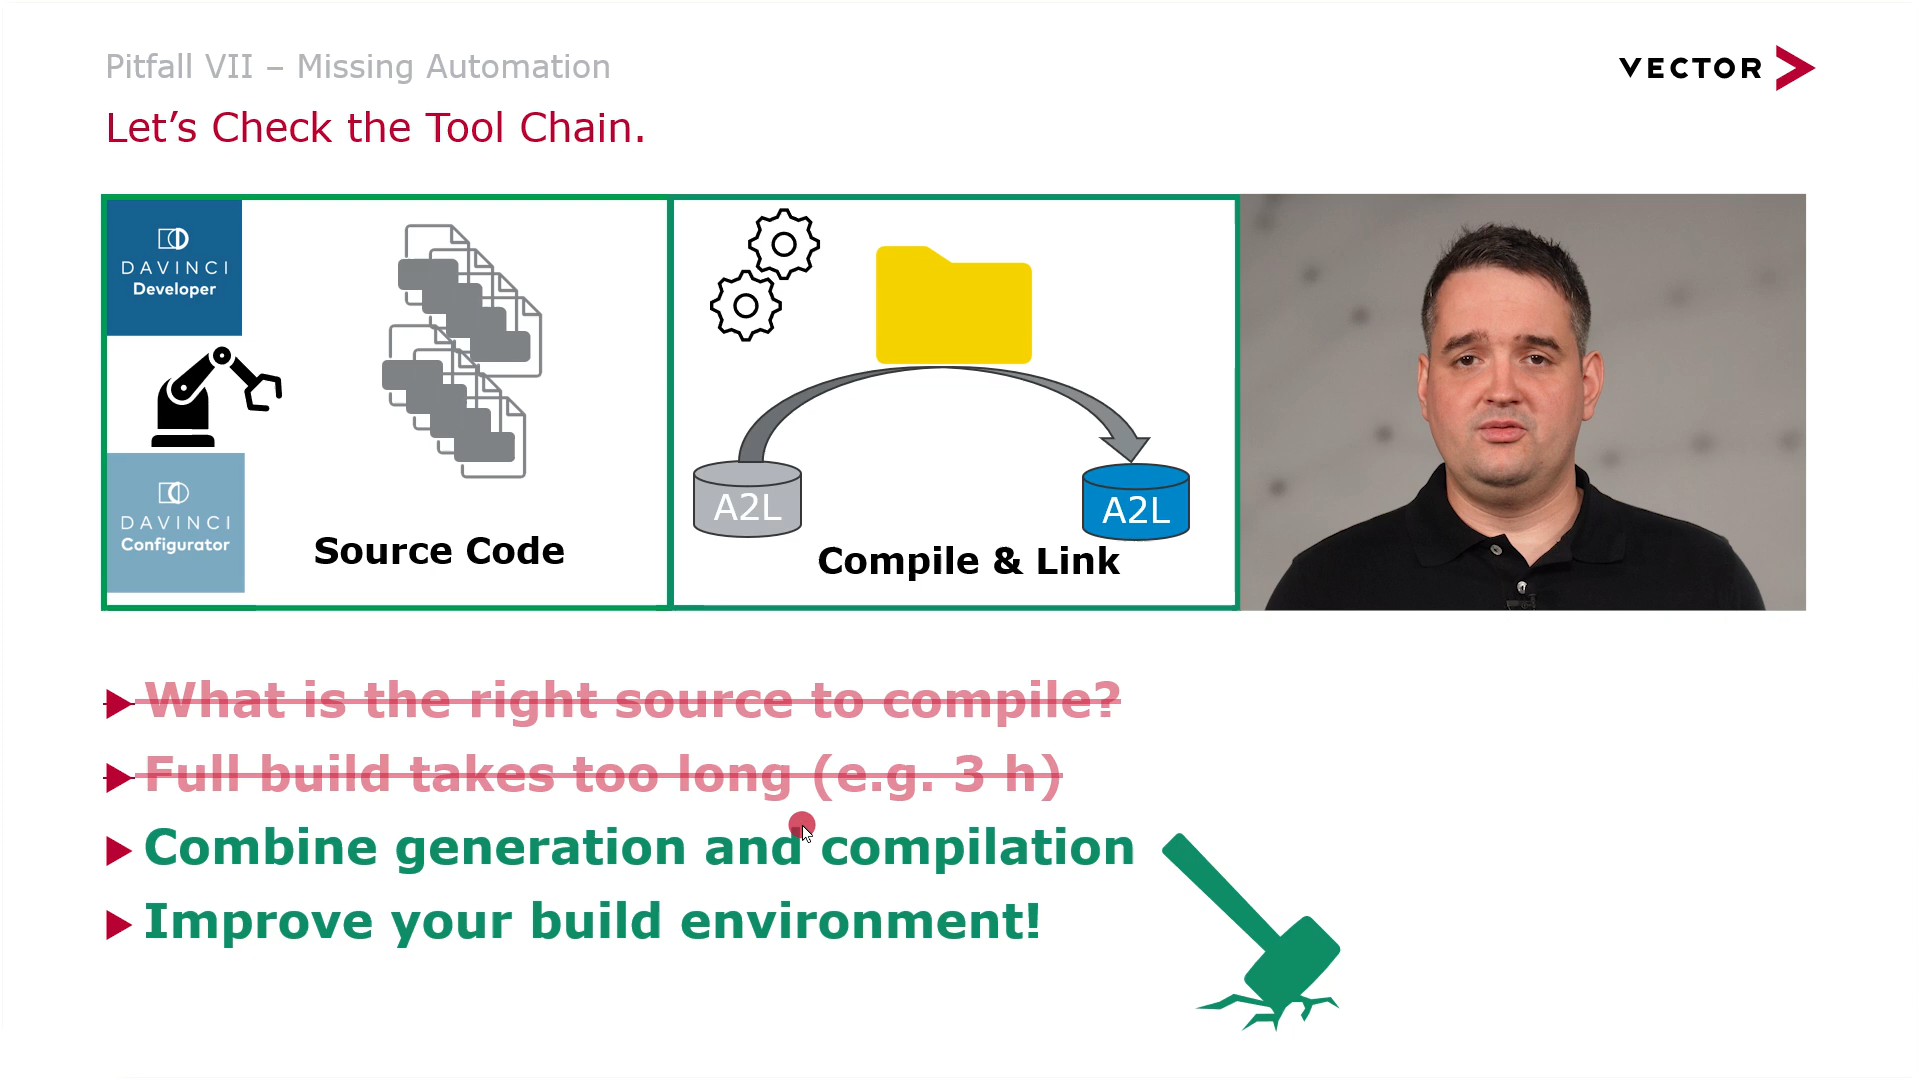 Pitfall VII – Missing Automation
VECTOR
Let’s Check the Tool Chain.
DAVINCI
Developer
DAVINCI
Configurator
Source Code
A2L
A2L
Compile & Link
What is the right source to compile?
Full build takes too long (e.g. 3 h)
Combine generation and compilation
Improve your build environment!